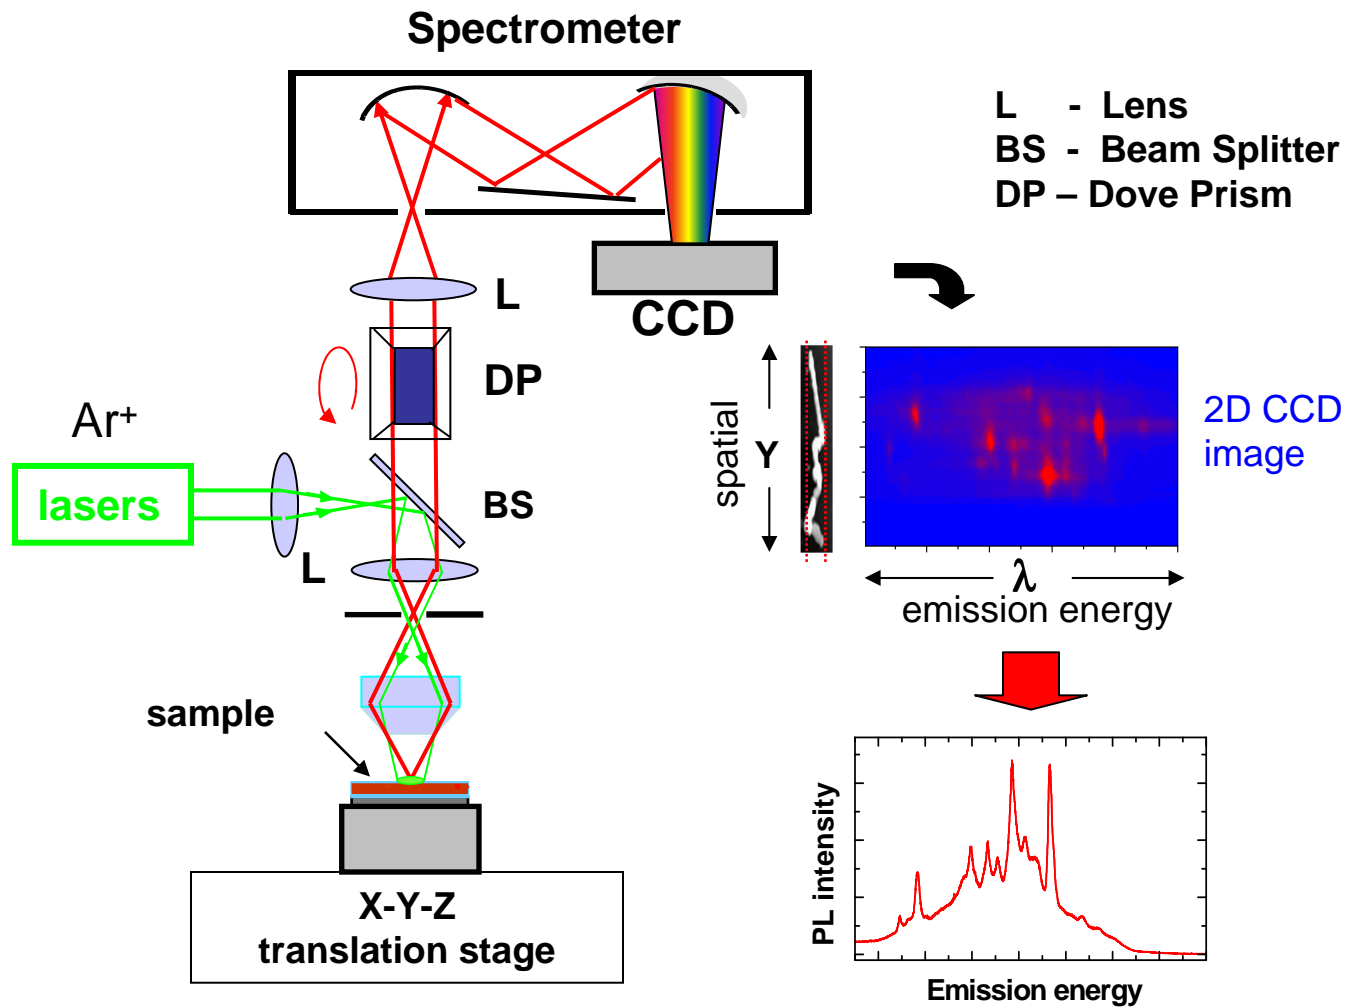 Spectrometer
L - Lens
BS - Beam Splitter
DP – Dove Prism
L
CCD
DP
Ar+
lasers
BS
L
spatial
Y
2D CCD
image
λ
emission energy
sample
X-Y-Z
translation stage
PL intensity
Emission energy